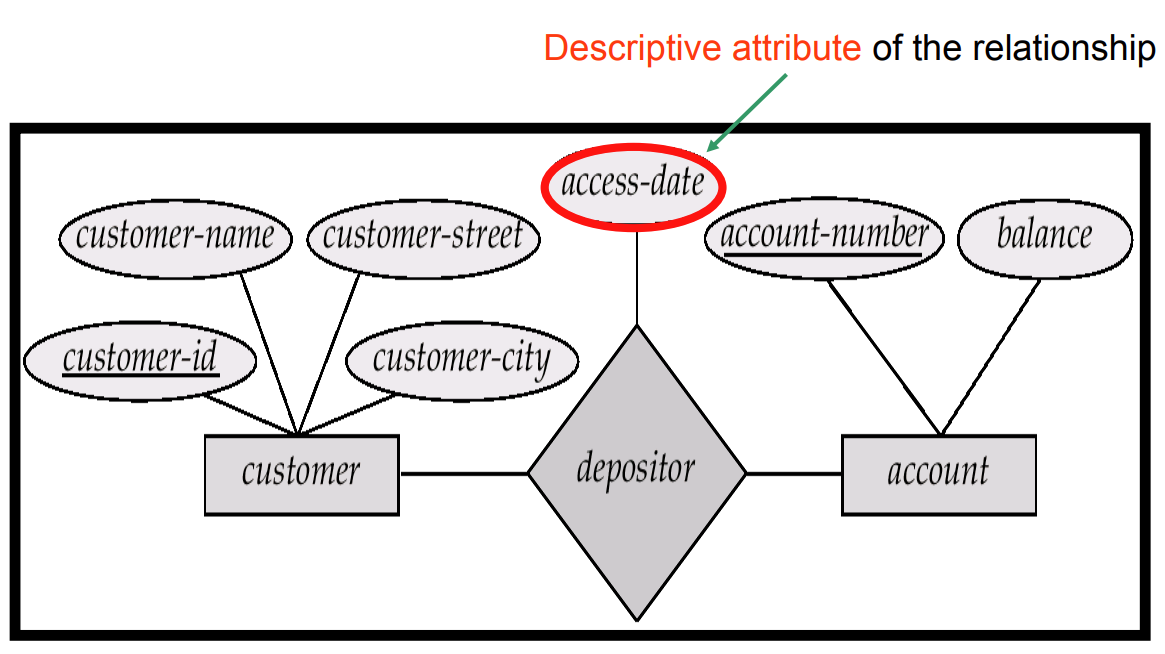 Descriptive attribute of the relationship
access-date
customer-name
customer-street
account-number
balance
customer-id
customer-city
customer
depositor
account